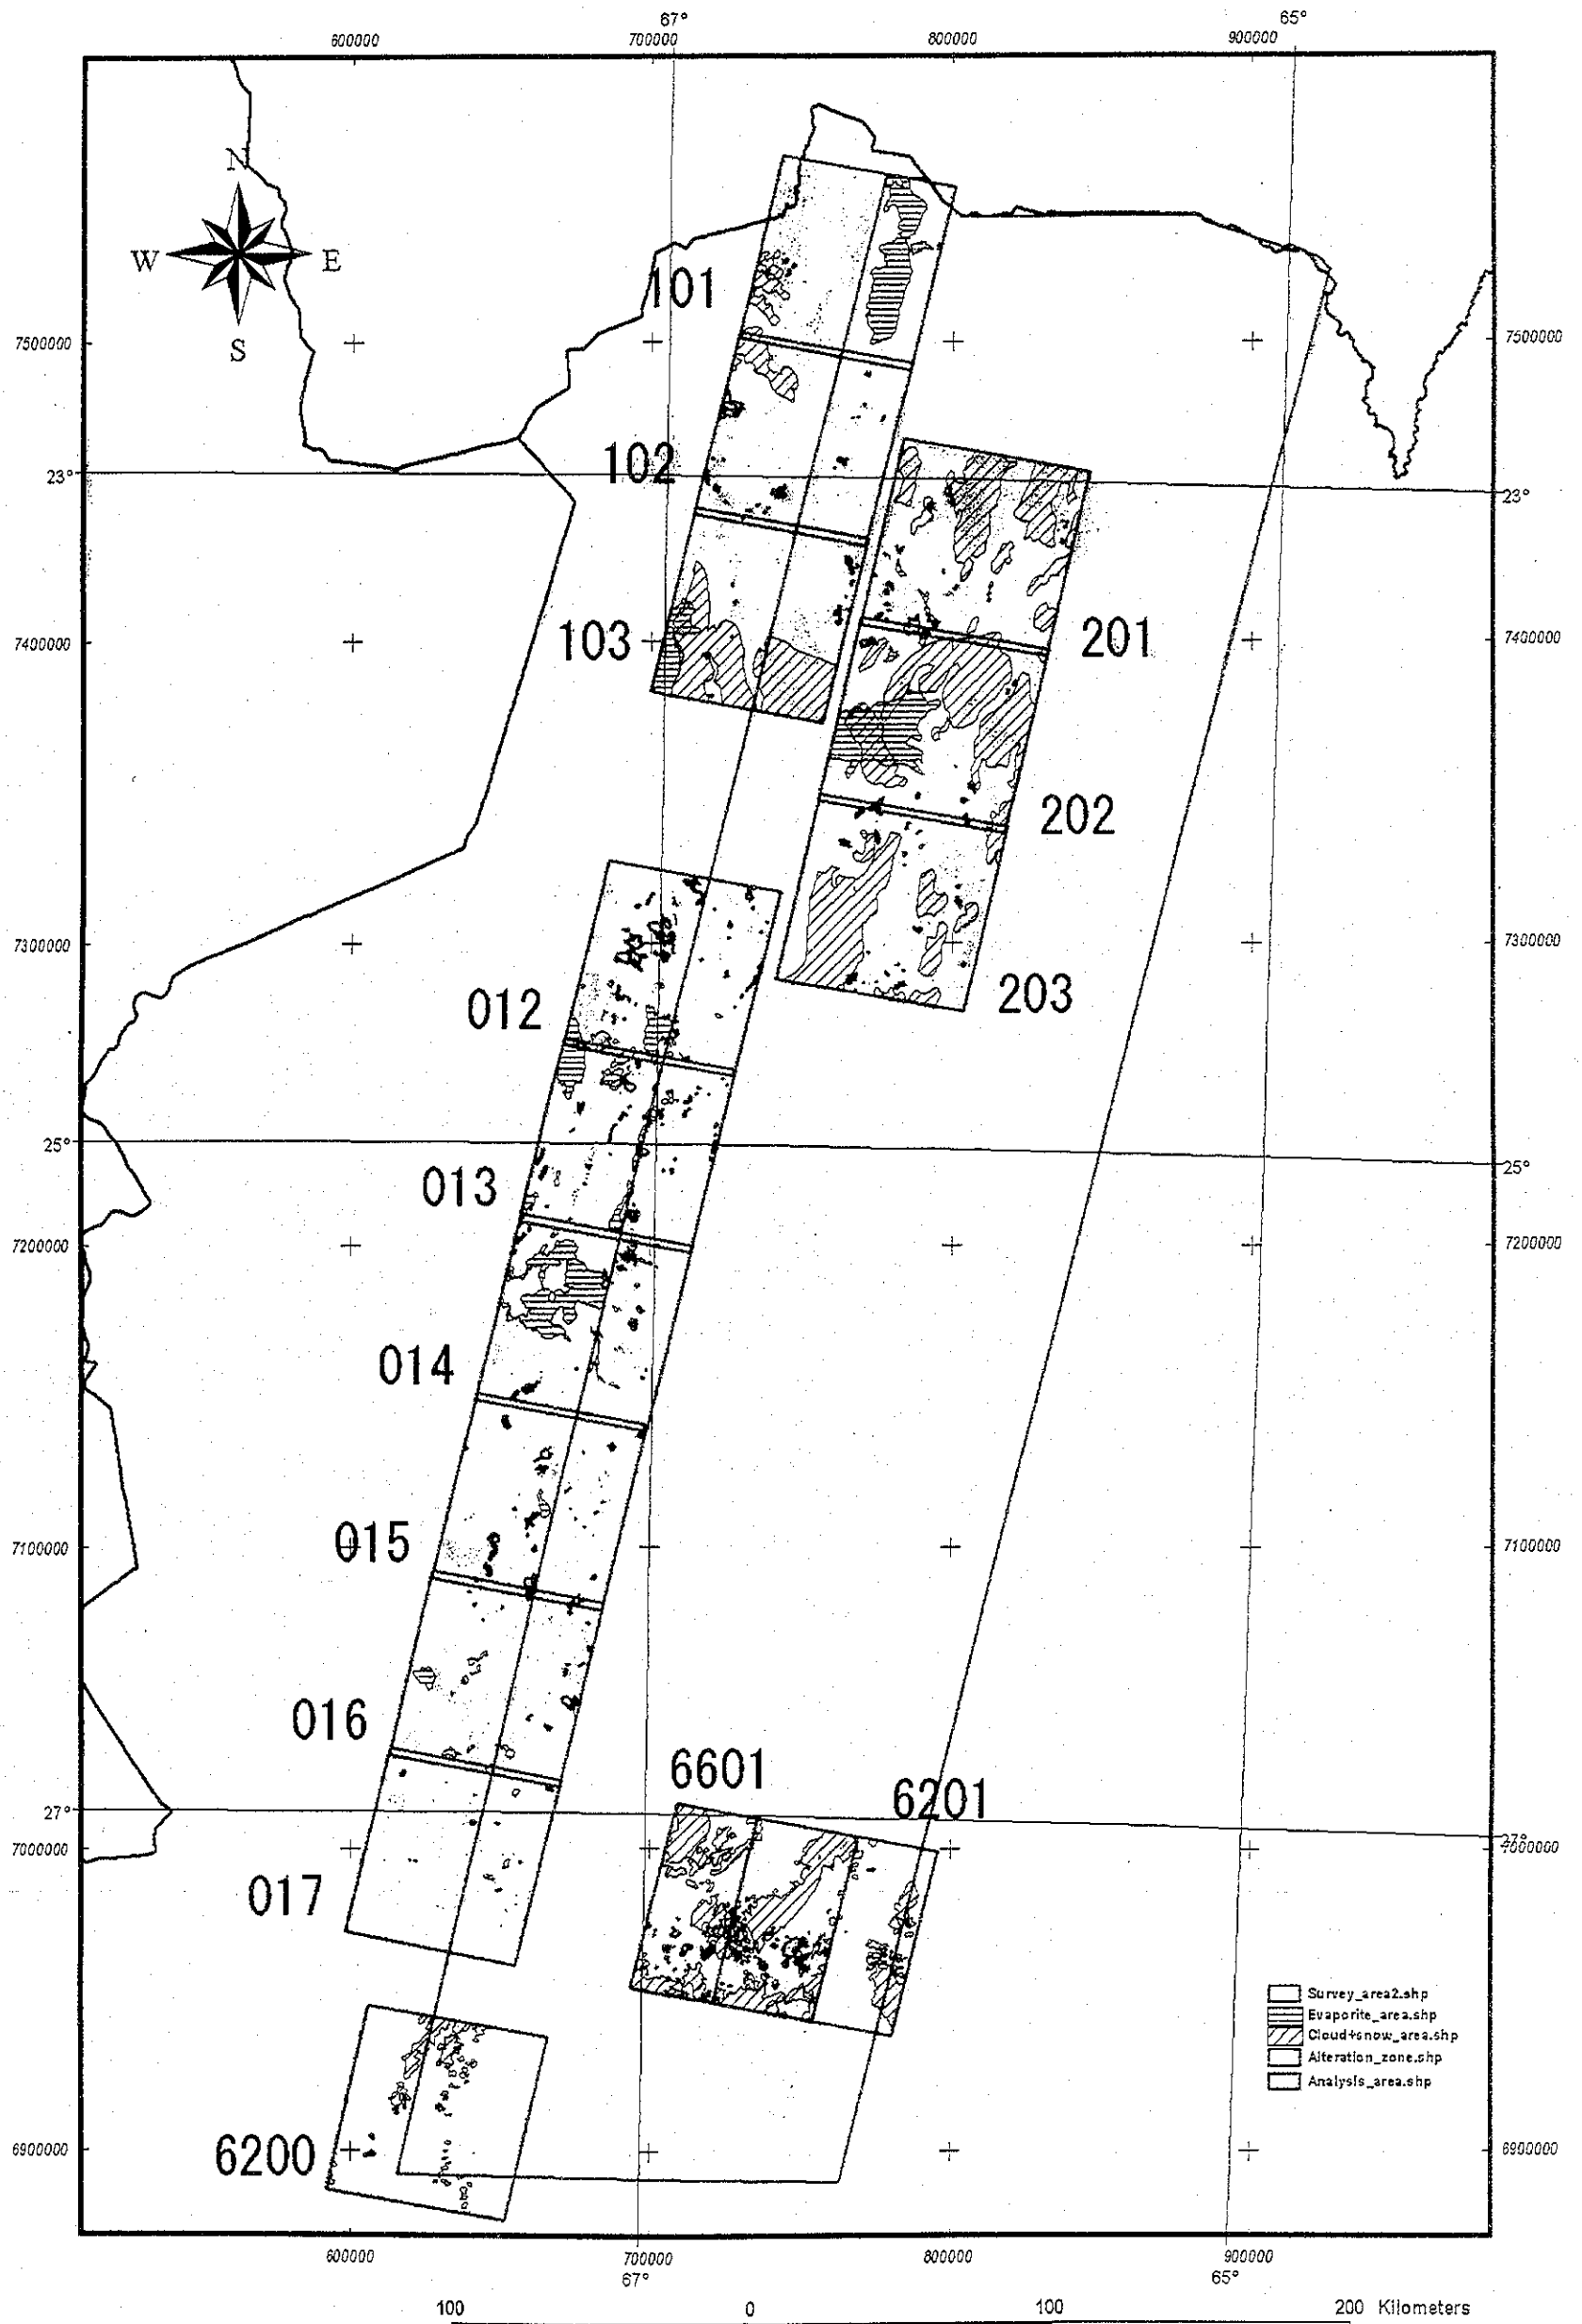 67° 65°
600000 700000 800000 900000
N
W E
S
101
7500000 7500000
102
23° 23°
103
7400000 7400000
201
202
7300000 7300000
012
203
25° 25°
013
7200000 7200000
014
015
7100000 7100000
016
6601
6201
27° 27°
7000000 7000000
017
Survey_area2.shp
Evaporite_area.shp
Cloud+snow_area.shp
Alteration_zone.shp
Analysis_area.shp
6200
6900000 6900000
600000 700000 800000 900000
67° 65°
100 0 100 200 Kilometers